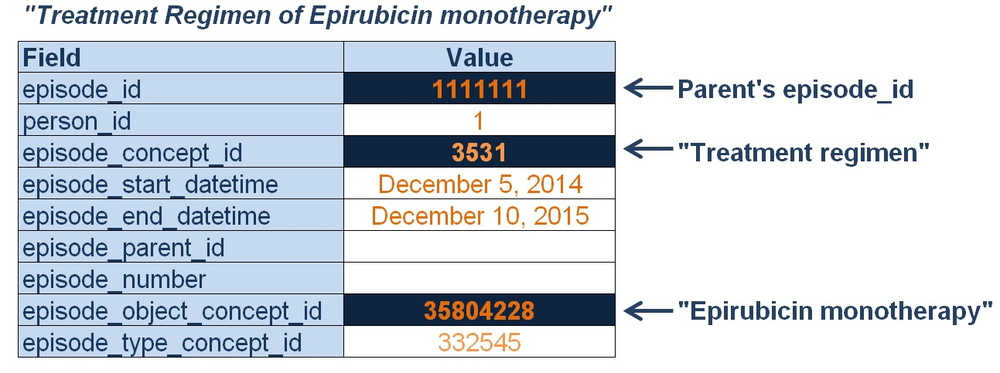 "Treatment Regimen of Epirubicin monotherapy"
Field Value
episode_id 1111111 Parent's episode_id
person_id 1
episode_concept_id 3531 "Treatment regimen"
episode_start_datetime December 5, 2014
episode_end_datetime December 10, 2015
episode_parent_id
episode_number
episode_object_concept_id 35804228 "Epirubicin monotherapy"
episode_type_concept_id 332545